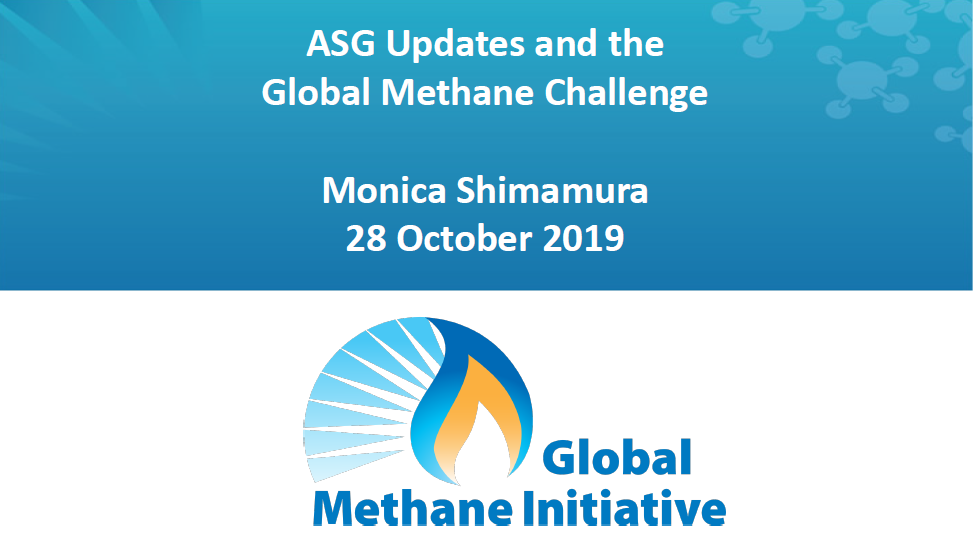 ASG Updates and the
Global Methane Challenge
Monica Shimamura
28 October 2019
Global
Methane Initiative